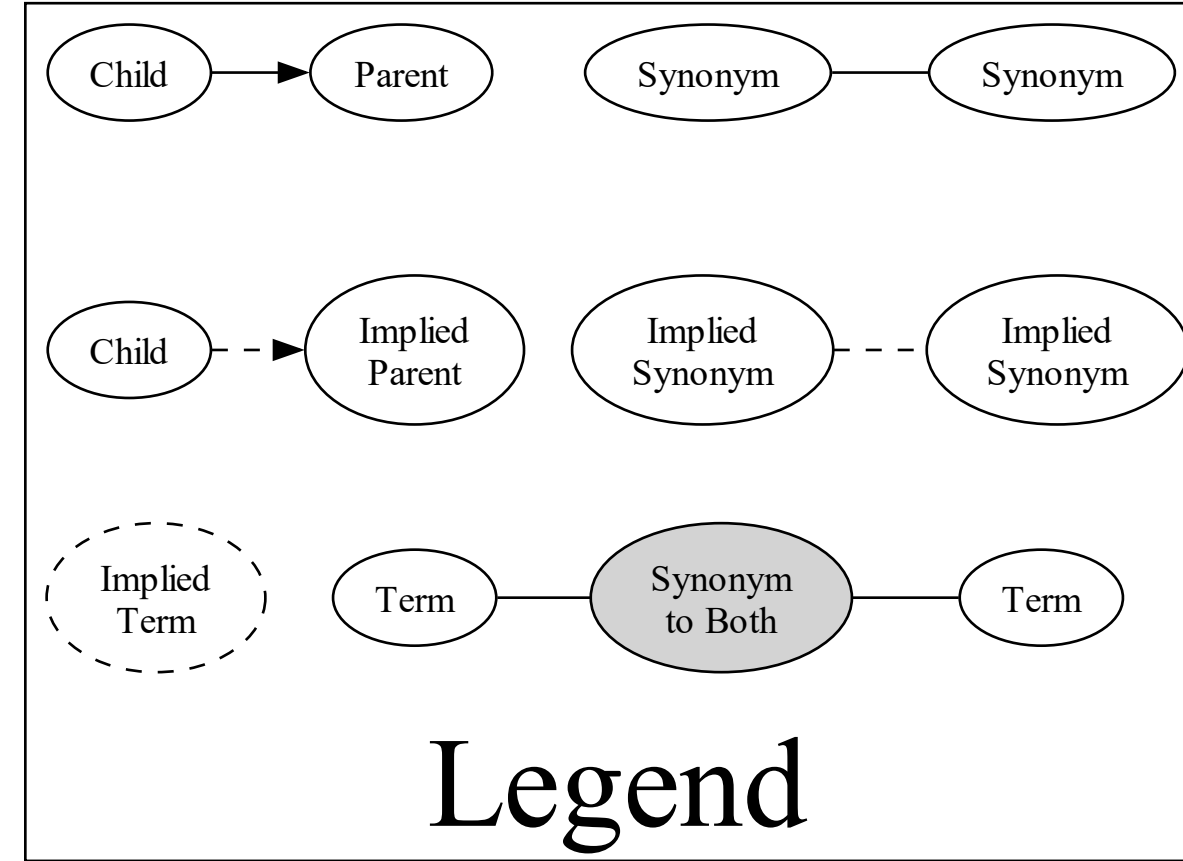 Child
Parent
Synonym
Synonym
Child
Implied
Parent
Implied
Synonym
Implied
Synonym
Implied
Term
Term
Synonym
to Both
Term
Legend